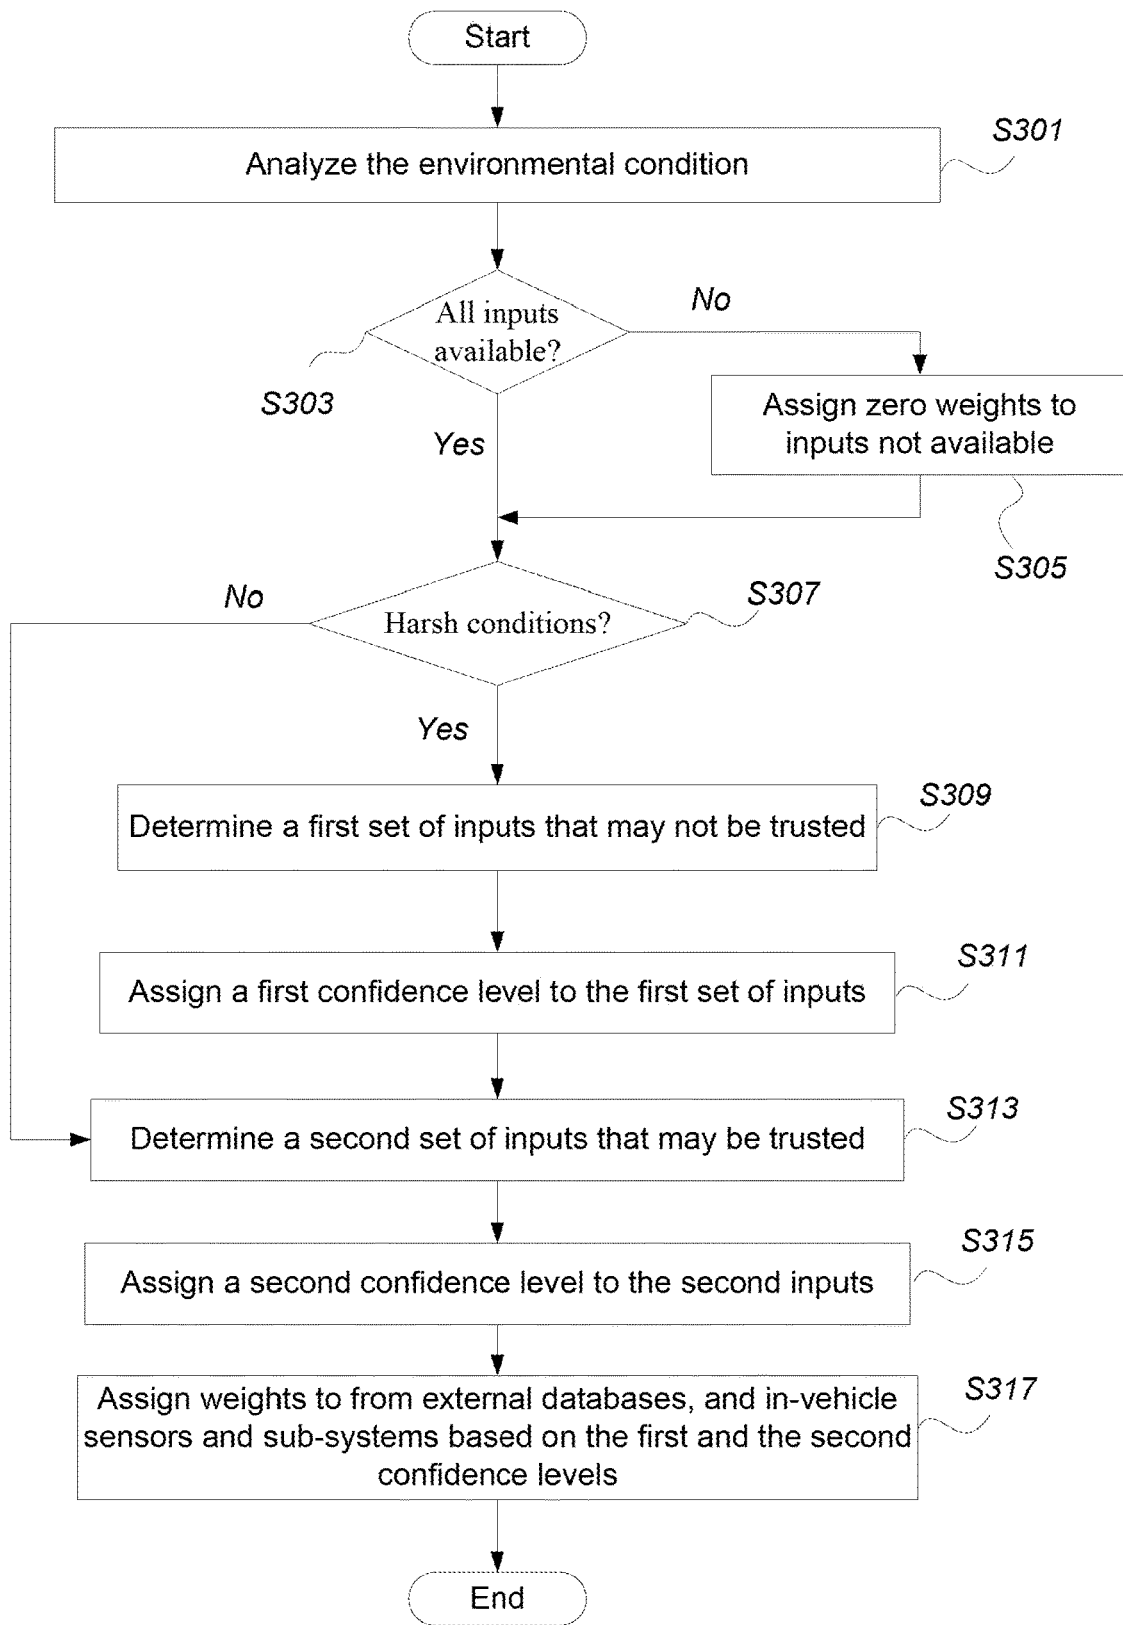 Start
S301
Analyze the environmental condition
No
All inputs
available?
S303
Yes
Assign zero weights to
inputs not available
S305
No
S307
Harsh conditions?
Yes
S309
Determine a first set of inputs that may not be trusted
S311
Assign a first confidence level to the first set of inputs
S313
Determine a second set of inputs that may be trusted
S315
Assign a second confidence level to the second inputs
S317
Assign weights to from external databases, and in-vehicle
sensors and sub-systems based on the first and the second
confidence levels
End